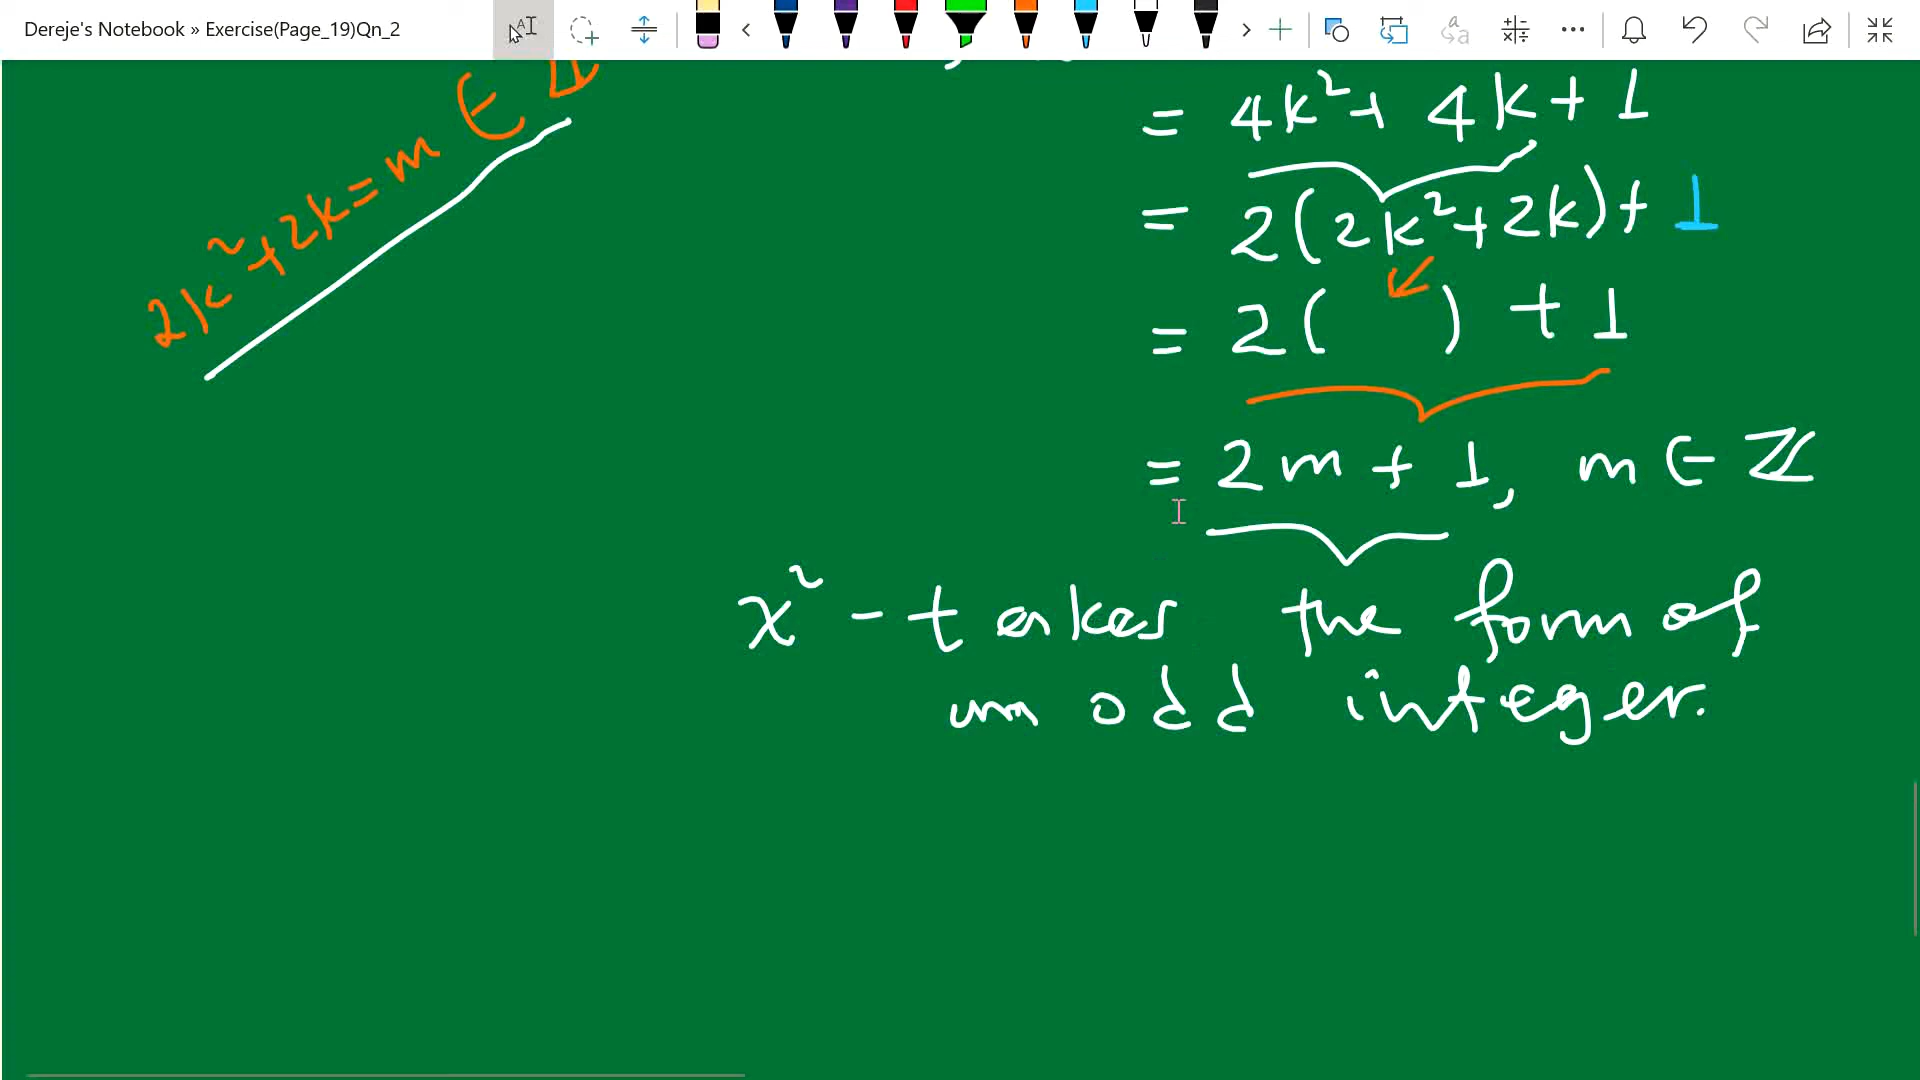 Dereje's Notebook » Exercise(Page_19)Qn_2
2k²+2k=m ∈ ℤ
= 4k²+ 4k+ 1
= 2(2k²+2k)+ 1
= 2( ) + 1
= 2m + 1, m ∈ ℤ
x² - takes the form of
an odd integer.